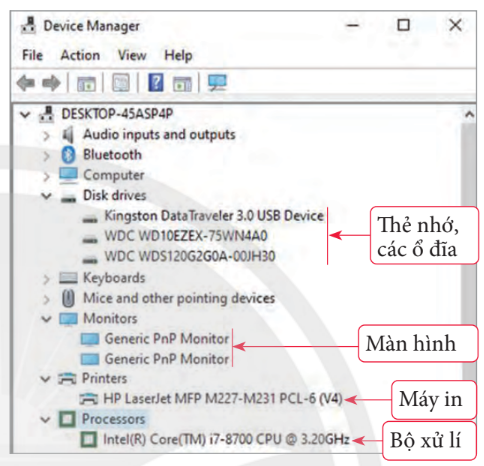 Device Manager
File Action View Help
DESKTOP-45ASP4P
Audio inputs and outputs
Bluetooth
Computer
Disk drives
Kingston DataTraveler 3.0 USB Device
WDC WD10EZEX-75WN4A0
WDC WDS120G2G0A-00JH30
Thẻ nhớ,
các ổ đĩa
Keyboards
Mice and other pointing devices
Monitors
Generic PnP Monitor
Generic PnP Monitor
Màn hình
Printers
HP LaserJet MFP M227-M231 PCL-6 (V4)
Máy in
Processors
Intel(R) Core(TM) i7-8700 CPU @ 3.20GHz
Bộ xử lí